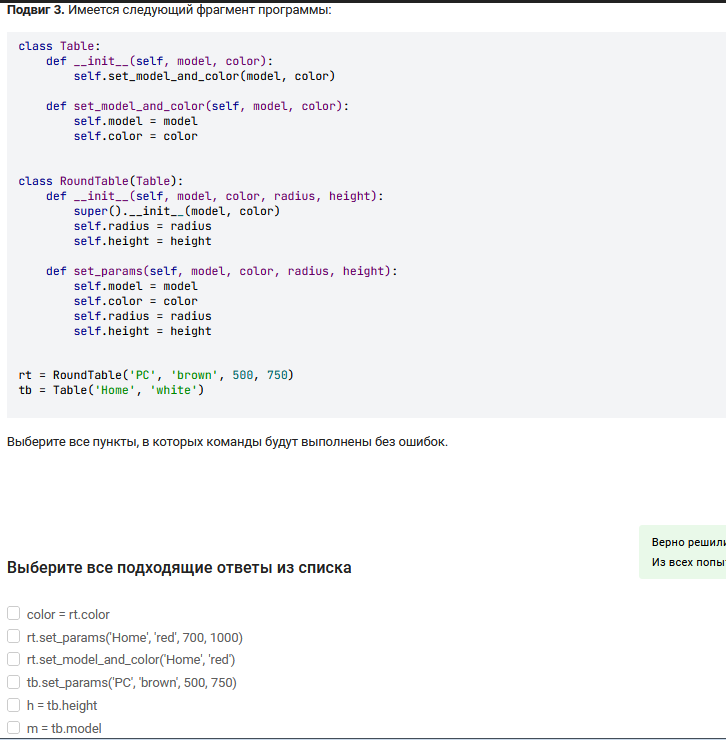 Подвиг 3. Имеется следующий фрагмент программы:
class Table:
    def __init__(self, model, color):
        self.set_model_and_color(model, color)
    def set_model_and_color(self, model, color):
        self.model = model
        self.color = color
class RoundTable(Table):
    def __init__(self, model, color, radius, height):
        super().__init__(model, color)
        self.radius = radius
        self.height = height
    def set_params(self, model, color, radius, height):
        self.model = model
        self.color = color
        self.radius = radius
        self.height = height
rt = RoundTable('PC', 'brown', 500, 750)
tb = Table('Home', 'white')
Выберите все пункты, в которых команды будут выполнены без ошибок.
Верно решили
Из всех попы
Выберите все подходящие ответы из списка
color = rt.color
rt.set_params('Home', 'red', 700, 1000)
rt.set_model_and_color('Home', 'red')
tb.set_params('PC', 'brown', 500, 750)
h = tb.height
m = tb.model